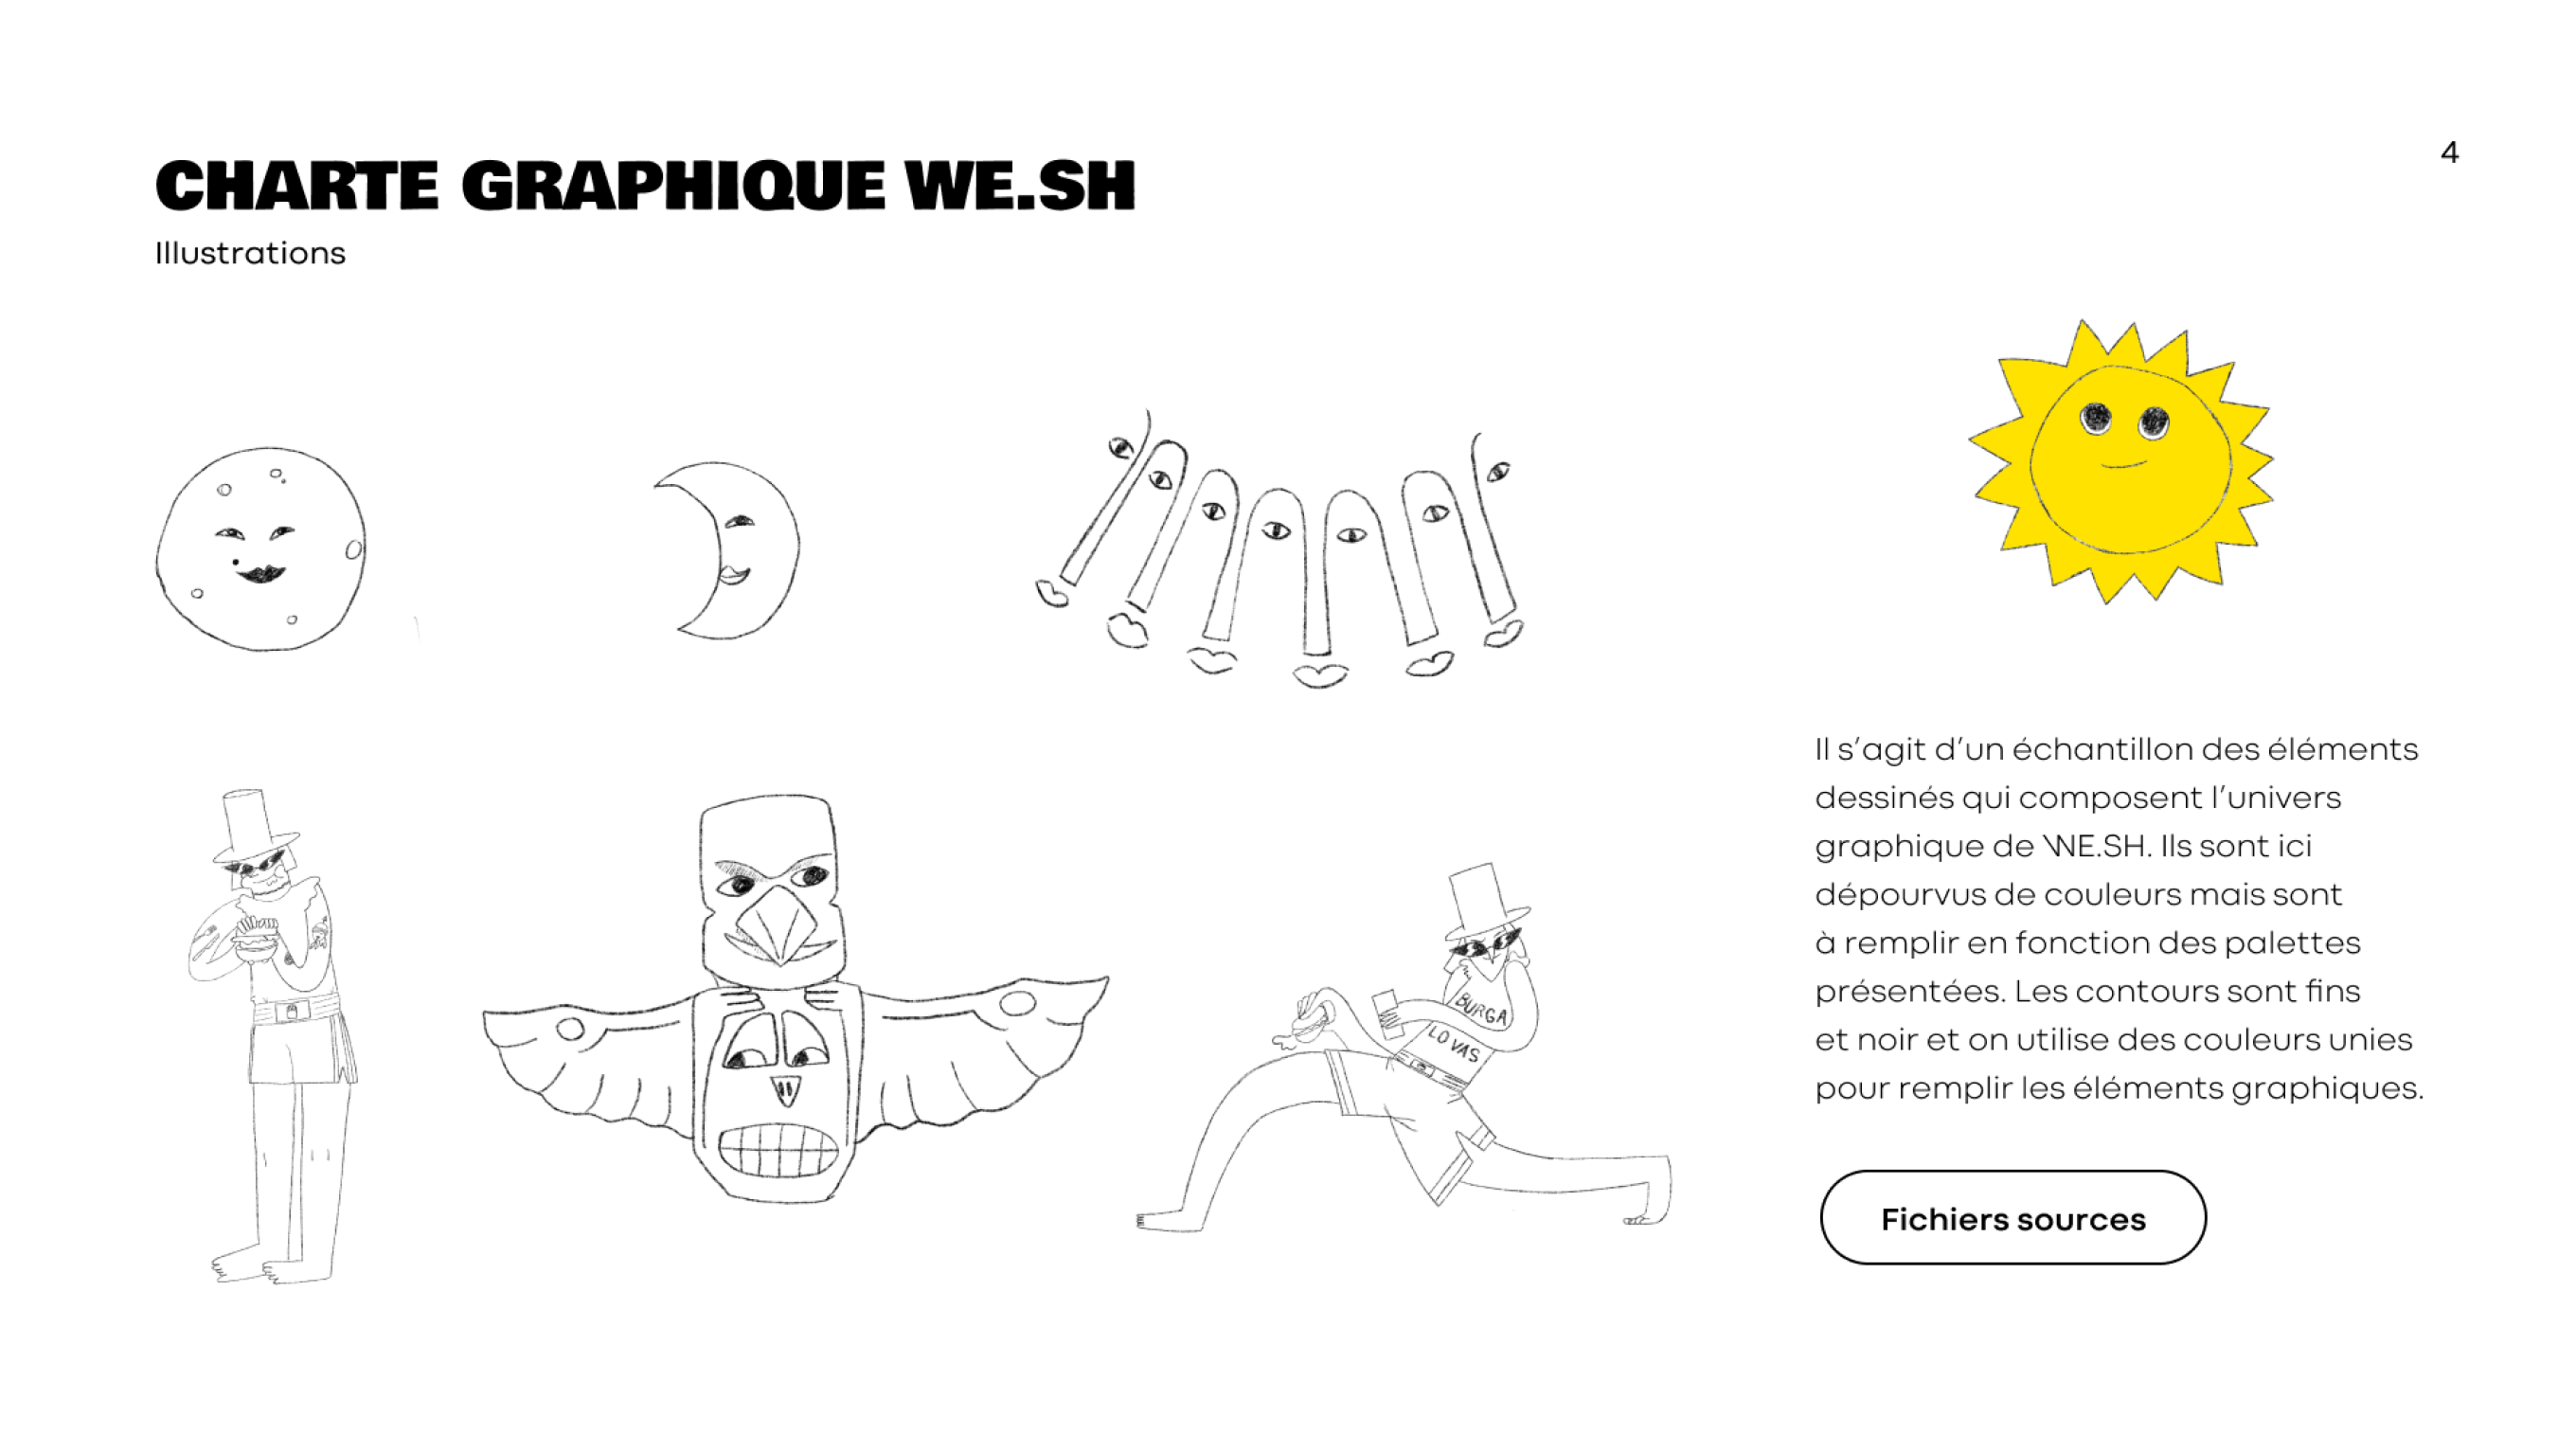 CHARTE GRAPHIQUE WE.SH
4
Illustrations
BURGA
LOVAS
Il s’agit d’un échantillon des éléments
dessinés qui composent l’univers
graphique de WE.SH. Ils sont ici
dépourvus de couleurs mais sont
à remplir en fonction des palettes
présentées. Les contours sont fins
et noir et on utilise des couleurs unies
pour remplir les éléments graphiques.
Fichiers sources